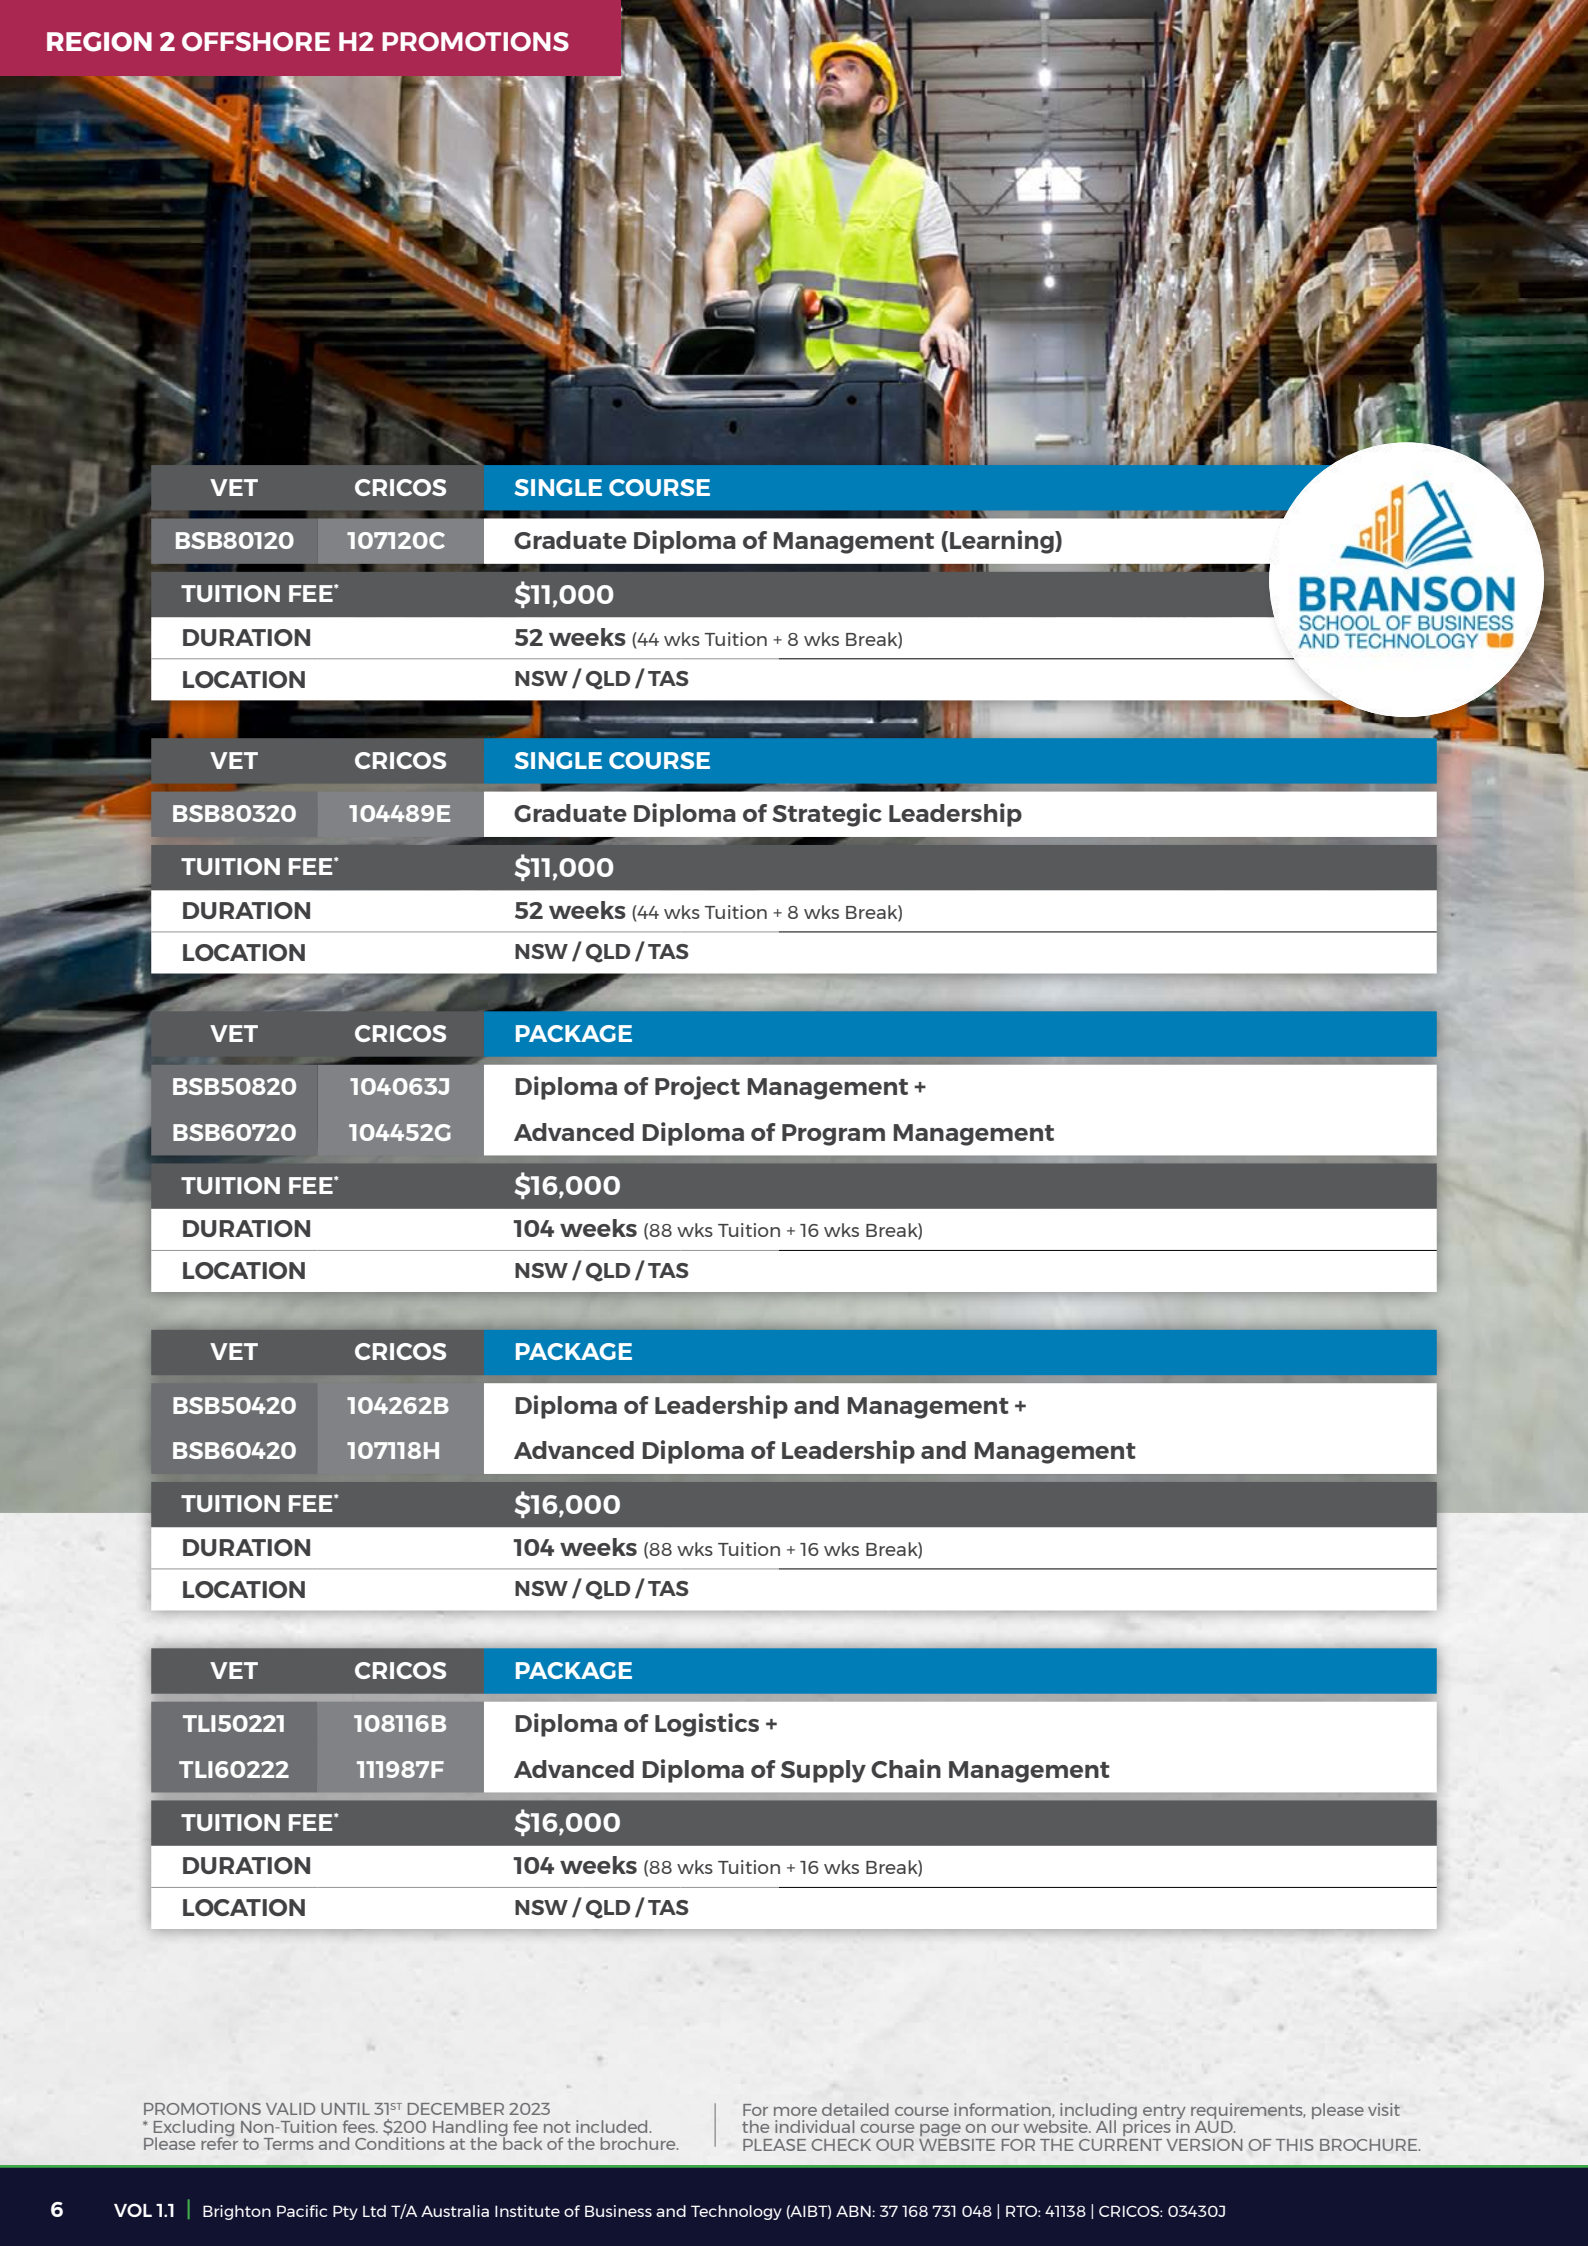 REGION 2 OFFSHORE H2 PROMOTIONS
VET CRICOS SINGLE COURSE
BSB80120 107120C Graduate Diploma of Management (Learning)
TUITION FEE* $11,000
DURATION 52 weeks (44 wks Tuition + 8 wks Break)
LOCATION NSW / QLD / TAS
BRANSON
SCHOOL OF BUSINESS
AND TECHNOLOGY
VET CRICOS SINGLE COURSE
BSB80320 104489E Graduate Diploma of Strategic Leadership
TUITION FEE* $11,000
DURATION 52 weeks (44 wks Tuition + 8 wks Break)
LOCATION NSW / QLD / TAS
VET CRICOS PACKAGE
BSB50820 104063J Diploma of Project Management +
BSB60720 104452G Advanced Diploma of Program Management
TUITION FEE* $16,000
DURATION 104 weeks (88 wks Tuition + 16 wks Break)
LOCATION NSW / QLD / TAS
VET CRICOS PACKAGE
BSB50420 104262B Diploma of Leadership and Management +
BSB60420 107118H Advanced Diploma of Leadership and Management
TUITION FEE* $16,000
DURATION 104 weeks (88 wks Tuition + 16 wks Break)
LOCATION NSW / QLD / TAS
VET CRICOS PACKAGE
TLI50221 108116B Diploma of Logistics +
TLI60222 111987F Advanced Diploma of Supply Chain Management
TUITION FEE* $16,000
DURATION 104 weeks (88 wks Tuition + 16 wks Break)
LOCATION NSW / QLD / TAS
PROMOTIONS VALID UNTIL 31ST DECEMBER 2023
* Excluding Non-Tuition fees. $200 Handling fee not included.
Please refer to Terms and Conditions at the back of the brochure.
For more detailed course information, including entry requirements, please visit
the individual course page on our website. All prices in AUD.
PLEASE CHECK OUR WEBSITE FOR THE CURRENT VERSION OF THIS BROCHURE.
6 VOL 1.1 | Brighton Pacific Pty Ltd T/A Australia Institute of Business and Technology (AIBT) ABN: 37 168 731 048 | RTO: 41138 | CRICOS: 03430J